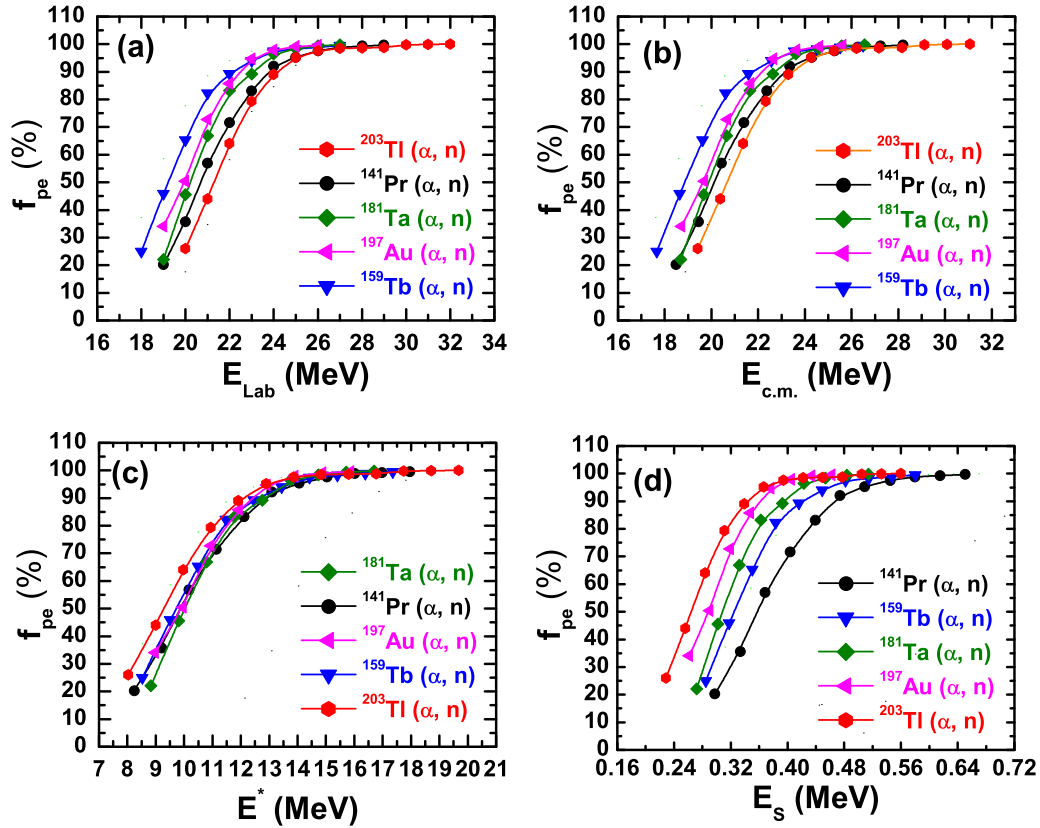 (a)
f_pe (%)
110
100
90
80
70
60
50
40
30
20
10
0
²⁰³Tl (α, n)
¹⁴¹Pr (α, n)
¹⁸¹Ta (α, n)
¹⁹⁷Au (α, n)
¹⁵⁹Tb (α, n)
16 18 20 22 24 26 28 30 32 34
E_Lab (MeV)
(b)
f_pe (%)
110
100
90
80
70
60
50
40
30
20
10
0
²⁰³Tl (α, n)
¹⁴¹Pr (α, n)
¹⁸¹Ta (α, n)
¹⁹⁷Au (α, n)
¹⁵⁹Tb (α, n)
16 18 20 22 24 26 28 30 32
E_c.m. (MeV)
(c)
f_pe (%)
110
100
90
80
70
60
50
40
30
20
10
0
¹⁸¹Ta (α, n)
¹⁴¹Pr (α, n)
¹⁹⁷Au (α, n)
¹⁵⁹Tb (α, n)
²⁰³Tl (α, n)
7 8 9 10 11 12 13 14 15 16 17 18 19 20 21
E* (MeV)
(d)
f_pe (%)
110
100
90
80
70
60
50
40
30
20
10
0
¹⁴¹Pr (α, n)
¹⁵⁹Tb (α, n)
¹⁸¹Ta (α, n)
¹⁹⁷Au (α, n)
²⁰³Tl (α, n)
0.16 0.24 0.32 0.40 0.48 0.56 0.64 0.72
E_S (MeV)